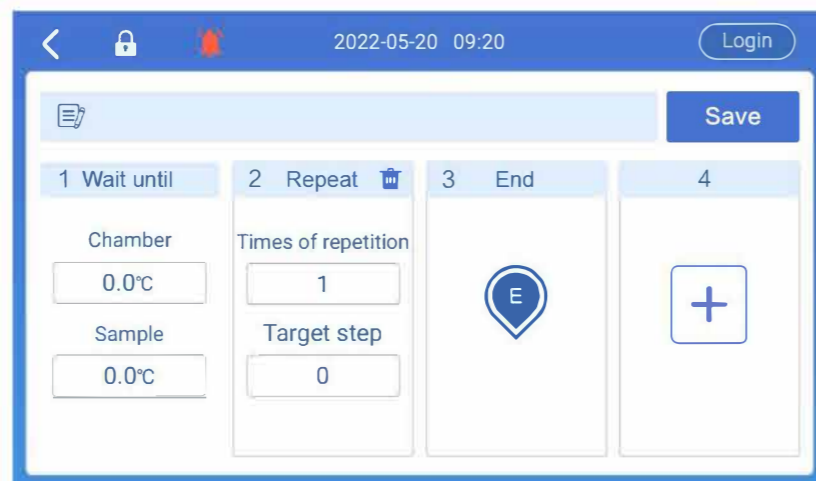 2022-05-20 09:20
Login
Save
1 Wait until
2 Repeat
3 End
4
Chamber
0.0℃
Sample
0.0℃
Times of repetition
1
Target step
0
E